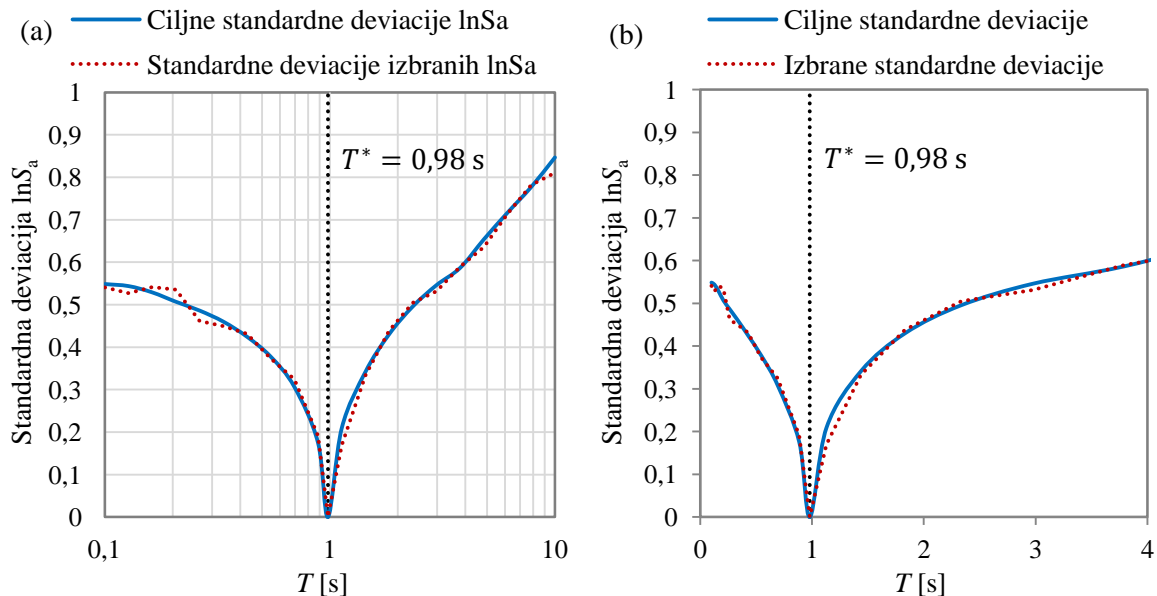 (a)
Ciljne standardne deviacije lnSa
Standardne deviacije izbranih lnSa
Standardna deviacija lnSa
1
0,9
0,8
0,7
0,6
0,5
0,4
0,3
0,2
0,1
0
T* = 0,98 s
0,1
1
10
T [s]
(b)
Ciljne standardne deviacije
Izbrane standardne deviacije
Standardna deviacija lnSa
1
0,9
0,8
0,7
0,6
0,5
0,4
0,3
0,2
0,1
0
T* = 0,98 s
0
1
2
3
4
T [s]